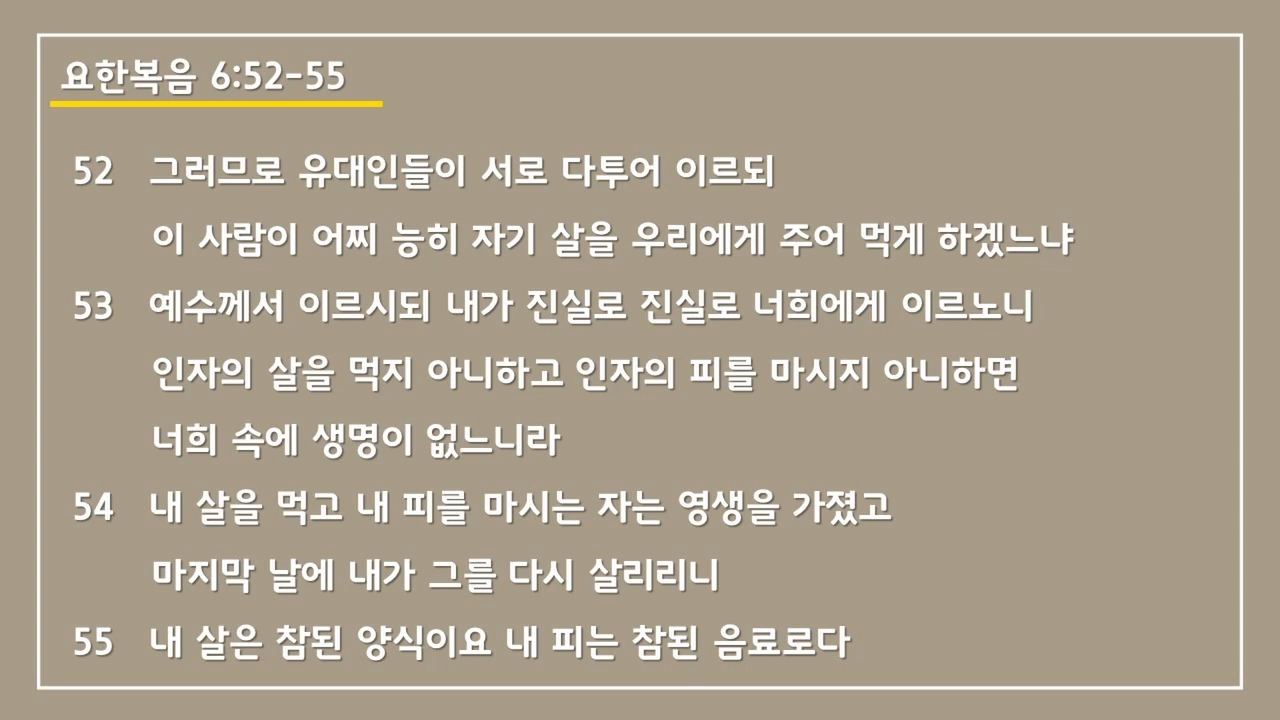 요한복음 6:52-55
52 그러므로 유대인들이 서로 다투어 이르되
이 사람이 어찌 능히 자기 살을 우리에게 주어 먹게 하겠느냐
53 예수께서 이르시되 내가 진실로 진실로 너희에게 이르노니
인자의 살을 먹지 아니하고 인자의 피를 마시지 아니하면
너희 속에 생명이 없느니라
54 내 살을 먹고 내 피를 마시는 자는 영생을 가졌고
마지막 날에 내가 그를 다시 살리리니
55 내 살은 참된 양식이요 내 피는 참된 음료로다